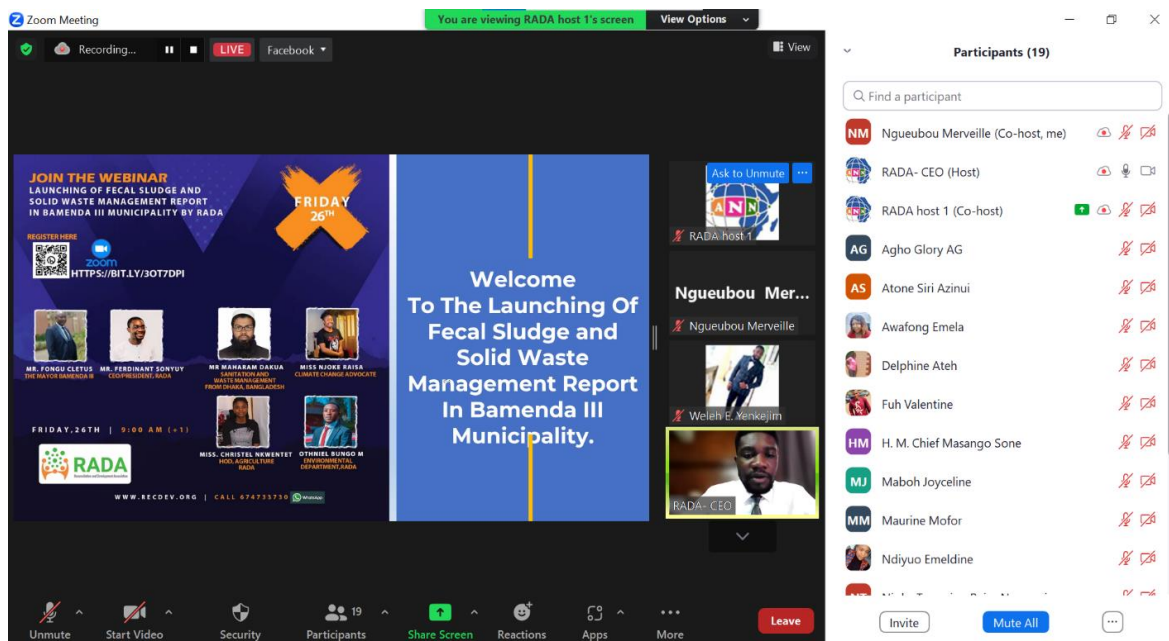 Zoom Meeting
You are viewing RADA host 1's screen
View Options
Recording...
LIVE
Facebook
View
JOIN THE WEBINAR
LAUNCHING OF FECAL SLUDGE AND
SOLID WASTE MANAGEMENT REPORT
IN BAMENDA III MUNICIPALITY BY RADA
FRIDAY
26TH
REGISTER HERE
zoom
HTTPS://BIT.LY/3OT7DPI
MR. FONGU CLETUS
THE MAYOR BAMENDA III
MR. FERDINANT SONYUY
CEO/PRESIDENT, RADA
MR MAHARAM DAKUA
SANITATION AND
WASTE MANAGEMENT
FROM DHAKA, BANGLADESH
MISS NJOKE RAISA
CLIMATE CHANGE ADVOCATE
MISS. CHRISTEL NKWENTET
HOD, AGRICULTURE
RADA
OTHNIEL BUNGO M
ENVIRONMENTAL
DEPARTMENT,RADA
FRIDAY,26TH | 9:00 AM (+1)
RADA
WWW.RECDEV.ORG | CALL 674735730 WhatsApp
Welcome
To The Launching Of
Fecal Sludge and
Solid Waste
Management Report
In Bamenda III
Municipality.
Ask to Unmute
ANN
RADA host 1
Ngueubou Mer...
Ngueubou Merveille
Weleh E. Yenkejim
RADA- CEO
Participants (19)
Find a participant
NM Ngueubou Merveille (Co-host, me)
RADA- CEO (Host)
RADA host 1 (Co-host)
AG Agho Glory AG
AS Atone Siri Azinui
Awafong Emela
Delphine Ateh
Fuh Valentine
HM H. M. Chief Masango Sone
MJ Maboh Joyceline
MM Maurine Mofor
Ndiyuo Emeldine
Invite
Mute All
Unmute
Start Video
Security
19
Participants
Share Screen
Reactions
Apps
More
Leave